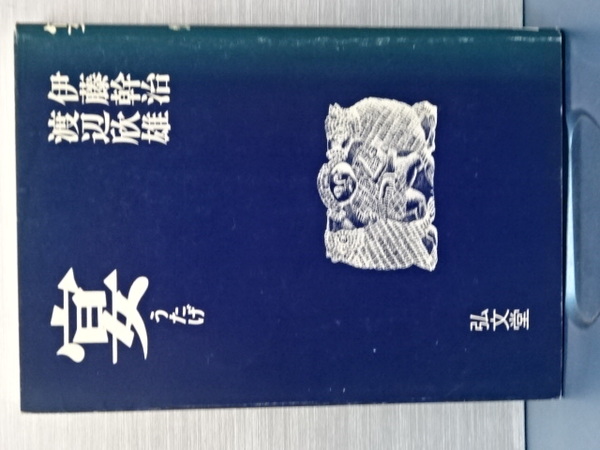 宴
うたげ
伊藤幹治
渡辺欣雄
弘文堂